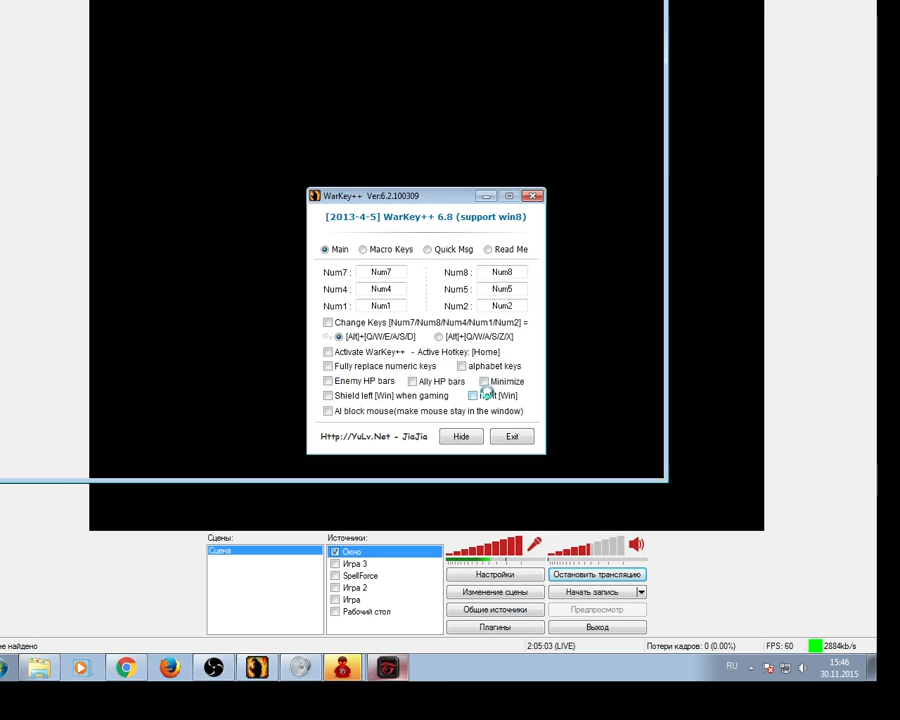 WarKey++ Ver:6.2.100309
[2013-4-5] WarKey++ 6.8 (support win8)
Main Macro Keys Quick Msg Read Me
Num7 : Num7 Num8 : Num8
Num4 : Num4 Num5 : Num5
Num1 : Num1 Num2 : Num2
Change Keys [Num7/Num8/Num4/Num1/Num2] =
[Alt]+[Q/W/E/A/S/D] [Alt]+[Q/W/A/S/Z/X]
Activate WarKey++ - Active Hotkey: [Home]
Fully replace numeric keys alphabet keys
Enemy HP bars Ally HP bars Minimize
Shield left [Win] when gaming [Win]
AI block mouse(make mouse stay in the window)
Http://YuLv.Net - JiaJia Hide Exit
Сцены: Источники:
Сцена Окно
Игра 3
SpellForce
Игра 2
Игра
Рабочий стол
Настройки Остановить трансляцию
Изменение сцены Начать запись
Общие источники Предпросмотр
Плагины Выход
не найдено 2:05:03 (LIVE) Потери кадров: 0 (0.00%) FPS: 60 2884kb/s
RU 15:46
30.11.2015